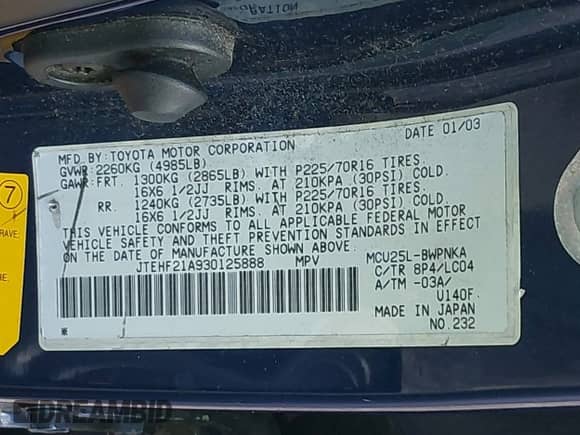 MFD. BY: TOYOTA MOTOR CORPORATION DATE 01/03
GVWR 2260KG (4985LB)
GAWR: FRT. 1300KG (2865LB) WITH P225/70R16 TIRES.
16X6 1/2JJ RIMS. AT 210KPA (30PSI) COLD.
RR. 1240KG (2735LB) WITH P225/70R16 TIRES.
16X6 1/2JJ RIMS. AT 210KPA (30PSI) COLD.
THIS VEHICLE CONFORMS TO ALL APPLICABLE FEDERAL MOTOR
VEHICLE SAFETY AND THEFT PREVENTION STANDARDS IN EFFECT
ON THE DATE OF MANUFACTURE SHOWN ABOVE.
JTEHF21A930125888 MPV MCU25L-BWPNKA
C/TR 8P4/LC04
A/TM -03A/
U140F.
MADE IN JAPAN
NO.232
7
RAVE:
DREAMBID